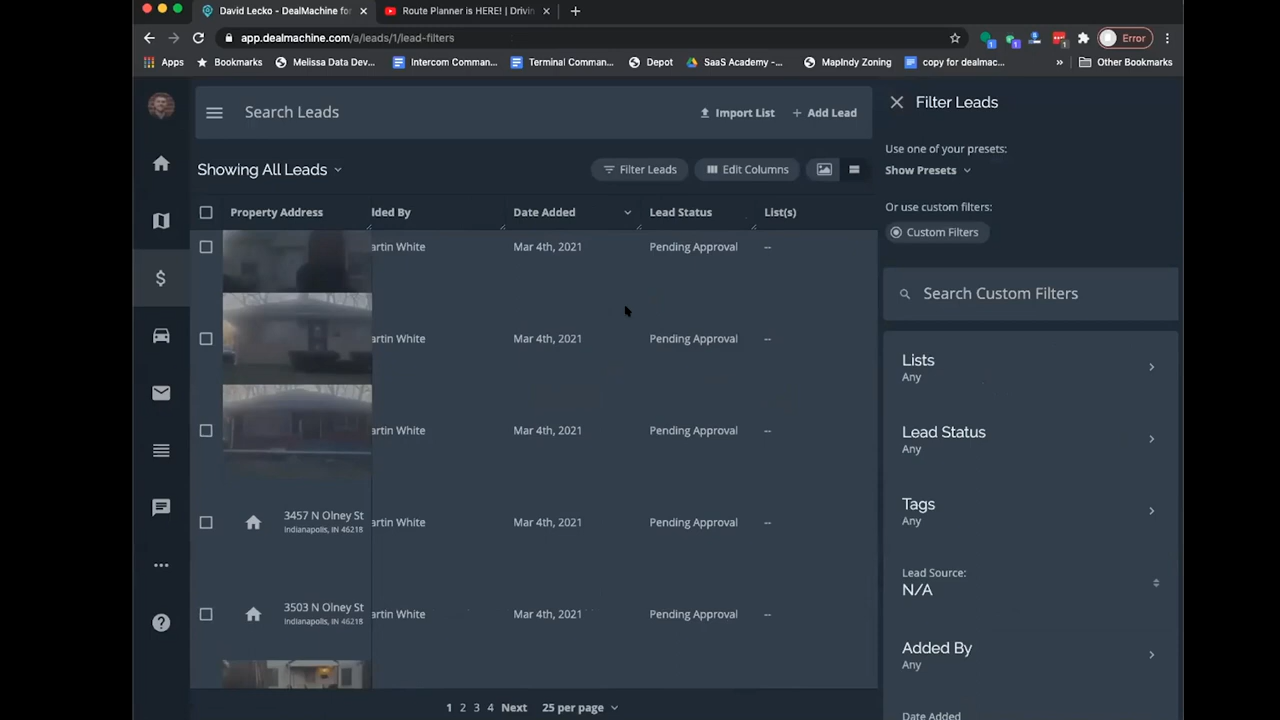 David Lecko - DealMachine for
Route Planner is HERE! | Drivin
app.dealmachine.com/a/leads/1/lead-filters
Error
Apps
Bookmarks
Melissa Data Dev...
Intercom Comman...
Terminal Comman...
Depot
SaaS Academy -...
MapIndy Zoning
copy for dealmac...
»
Other Bookmarks
Search Leads
Import List
+ Add Lead
Showing All Leads
Filter Leads
Edit Columns
Property Address
dded By
Date Added
Lead Status
List(s)
artin White
Mar 4th, 2021
Pending Approval
--
artin White
Mar 4th, 2021
Pending Approval
--
artin White
Mar 4th, 2021
Pending Approval
--
3457 N Olney St
Indianapolis, IN 46218
artin White
Mar 4th, 2021
Pending Approval
--
3503 N Olney St
Indianapolis, IN 46218
artin White
Mar 4th, 2021
Pending Approval
--
1 2 3 4 Next
25 per page
Filter Leads
Use one of your presets:
Show Presets
Or use custom filters:
Custom Filters
Search Custom Filters
Lists
Any
Lead Status
Any
Tags
Any
Lead Source:
N/A
Added By
Any
Date Added